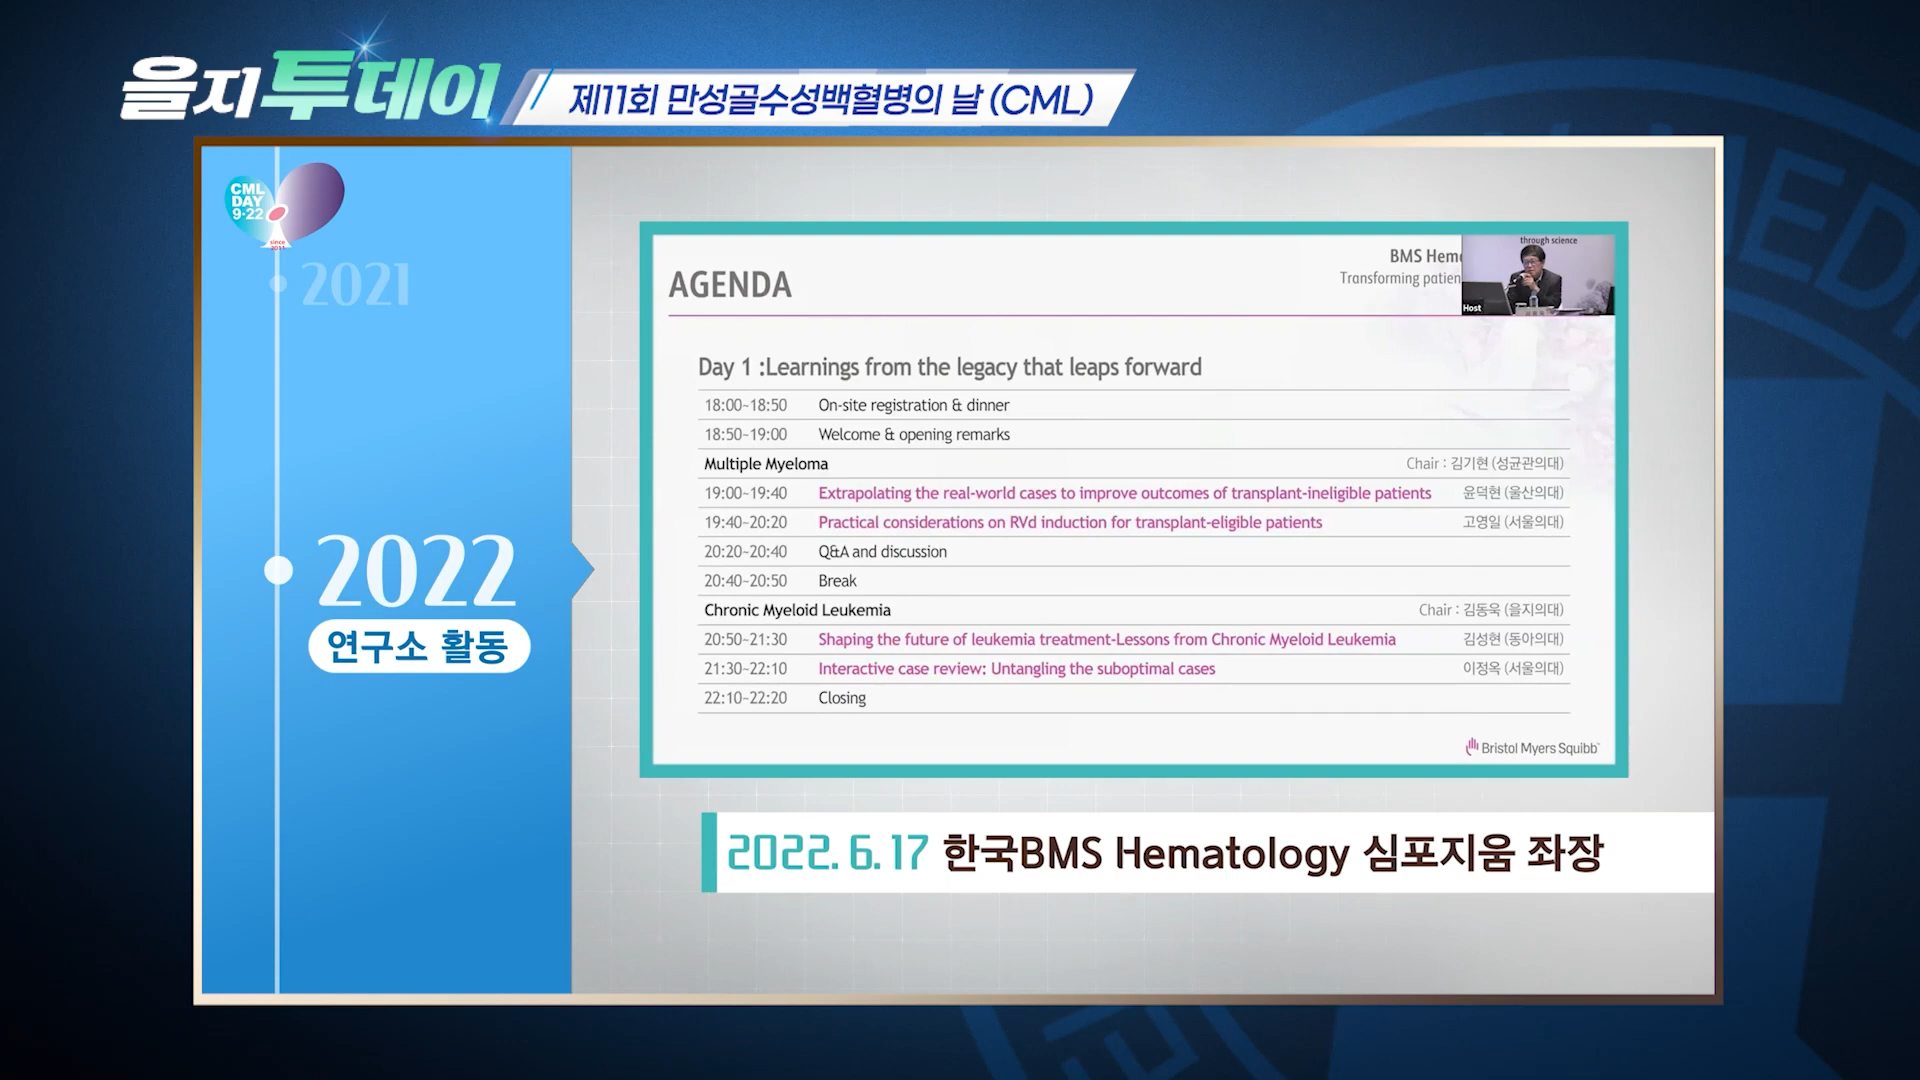 을지투데이
제11회 만성골수성백혈병의 날 (CML)
CML
DAY
9·22
since
2011
2021
2022
연구소 활동
AGENDA
BMS Hem
Transforming patien
through science
Host
Day 1 :Learnings from the legacy that leaps forward
18:00~18:50 On-site registration & dinner
18:50~19:00 Welcome & opening remarks
Multiple Myeloma Chair : 김기현 (성균관의대)
19:00~19:40 Extrapolating the real-world cases to improve outcomes of transplant-ineligible patients 윤덕현 (울산의대)
19:40~20:20 Practical considerations on RVd induction for transplant-eligible patients 고영일 (서울의대)
20:20~20:40 Q&A and discussion
20:40~20:50 Break
Chronic Myeloid Leukemia Chair : 김동욱 (을지의대)
20:50~21:30 Shaping the future of leukemia treatment-Lessons from Chronic Myeloid Leukemia 김성현 (동아의대)
21:30~22:10 Interactive case review: Untangling the suboptimal cases 이정옥 (서울의대)
22:10~22:20 Closing
Bristol Myers Squibb™
2022. 6. 17 한국BMS Hematology 심포지움 좌장